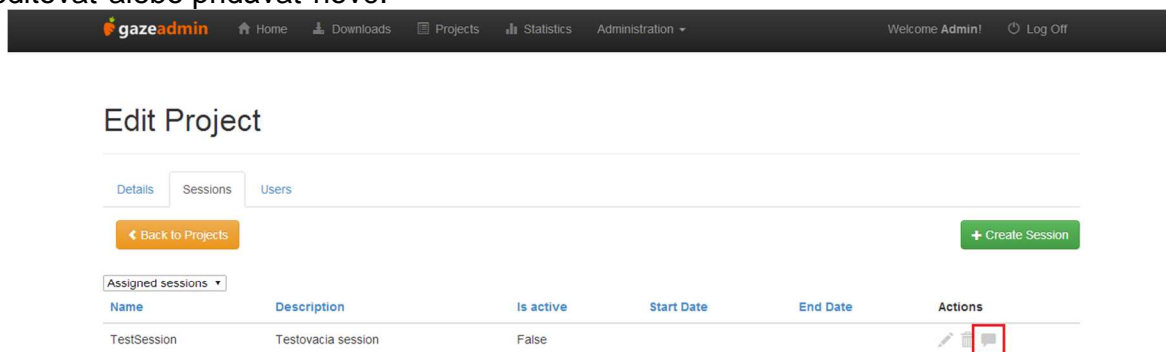 editovať alebo pridávať nové.
gazeadmin Home Downloads Projects Statistics Administration Welcome Admin! Log Off
Edit Project
Details Sessions Users
Back to Projects + Create Session
Assigned sessions
Name Description Is active Start Date End Date Actions
TestSession Testovacia session False